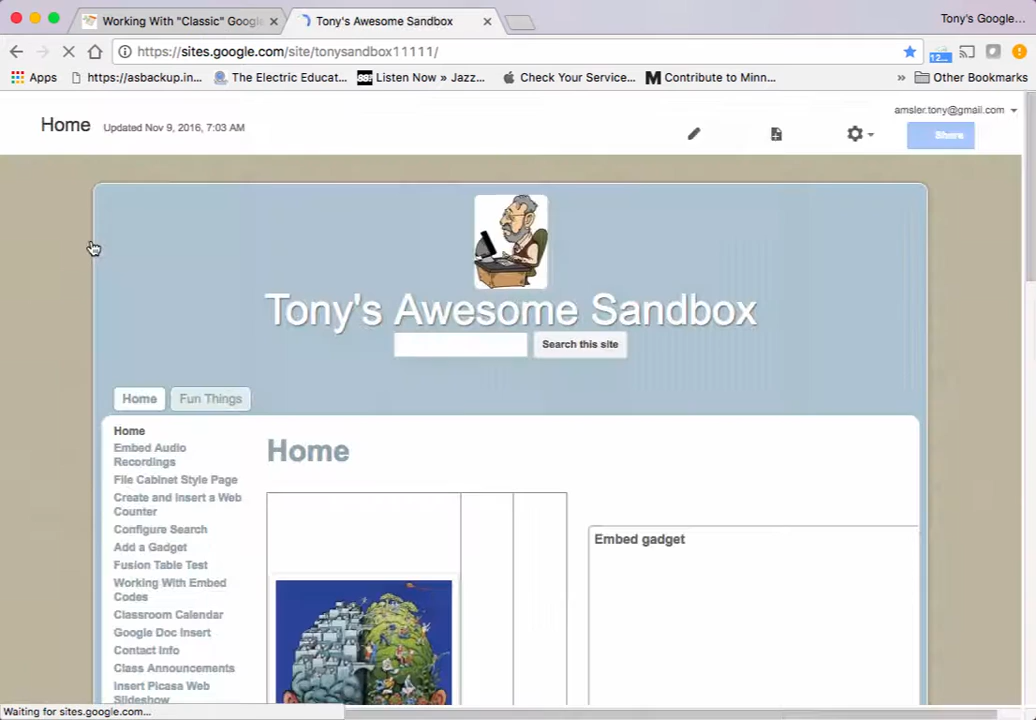 Working With "Classic" Google
Tony's Awesome Sandbox
Tony's Google...
https://sites.google.com/site/tonysandbox11111/
12...
Apps
https://asbackup.in...
The Electric Educat...
Listen Now » Jazz...
Check Your Service...
Contribute to Minn...
»
Other Bookmarks
amsler.tony@gmail.com
Home
Updated Nov 9, 2016, 7:03 AM
Share
Tony's Awesome Sandbox
Search this site
Home
Fun Things
Home
Home
Embed Audio
Recordings
File Cabinet Style Page
Create and Insert a Web
Counter
Configure Search
Add a Gadget
Fusion Table Test
Working With Embed
Codes
Classroom Calendar
Google Doc Insert
Contact Info
Class Announcements
Insert Picasa Web
Slideshow
Embed gadget
Waiting for sites.google.com...